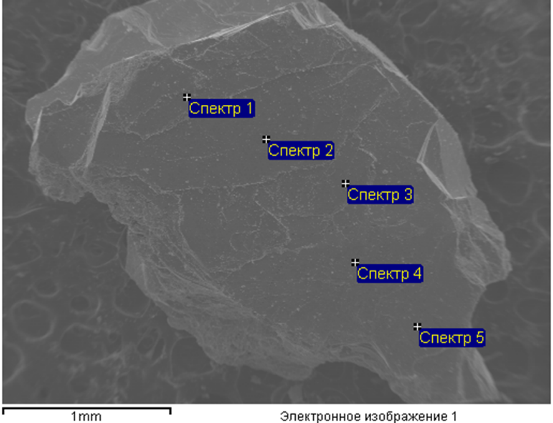 Спектр 1
Спектр 2
Спектр 3
Спектр 4
Спектр 5
1mm
Электронное изображение 1